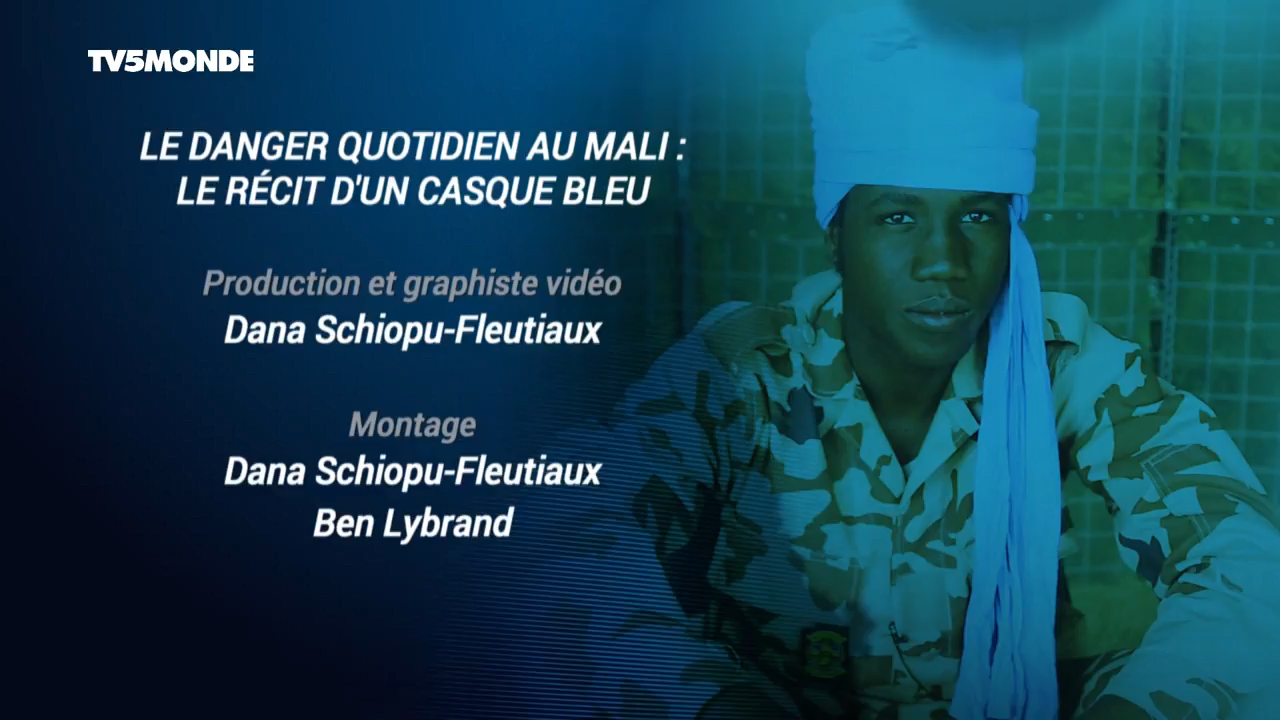 TV5MONDE
LE DANGER QUOTIDIEN AU MALI :
LE RÉCIT D'UN CASQUE BLEU
Production et graphiste vidéo
Dana Schiopu-Fleutiaux
Montage
Dana Schiopu-Fleutiaux
Ben Lybrand